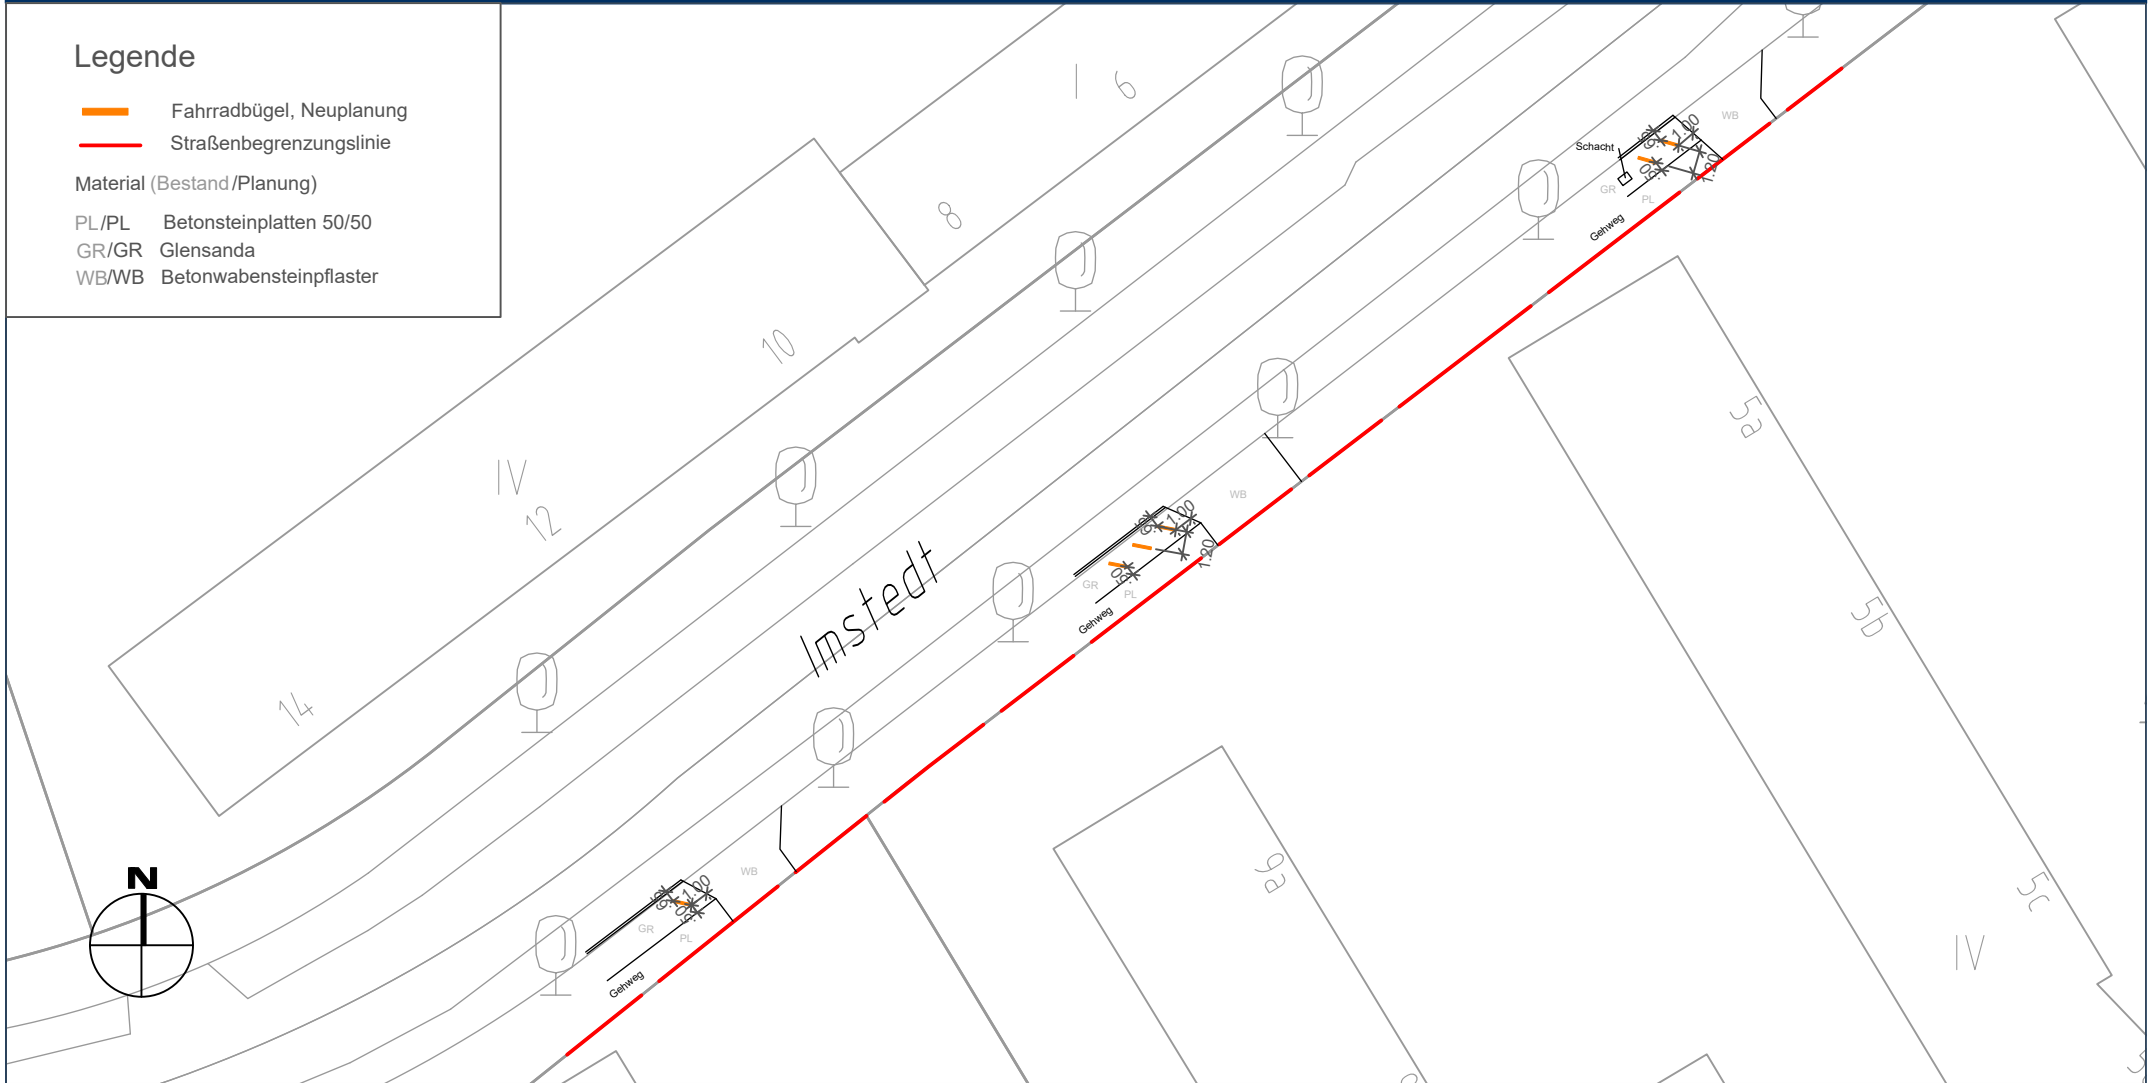 Legende
Fahrradbügel, Neuplanung
Straßenbegrenzungslinie
Material (Bestand/Planung)
PL/PL Betonsteinplatten 50/50
GR/GR Glensanda
WB/WB Betonwabensteinpflaster
I 6
8
10
IV
12
14
Imstedt
Schacht
1.00
1.20
WB
GR
PL
Gehweg
1.00
1.20
WB
GR
PL
Gehweg
1.00
WB
GR
PL
Gehweg
5a
5b
5c
IV
9a
N